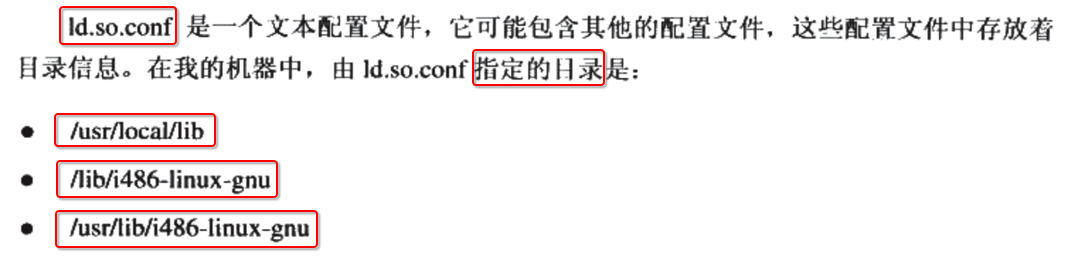 ld.so.conf 是一个文本配置文件，它可能包含其他的配置文件，这些配置文件中存放着
目录信息。在我的机器中，由 ld.so.conf 指定的目录是：
● /usr/local/lib
● /lib/i486-linux-gnu
● /usr/lib/i486-linux-gnu